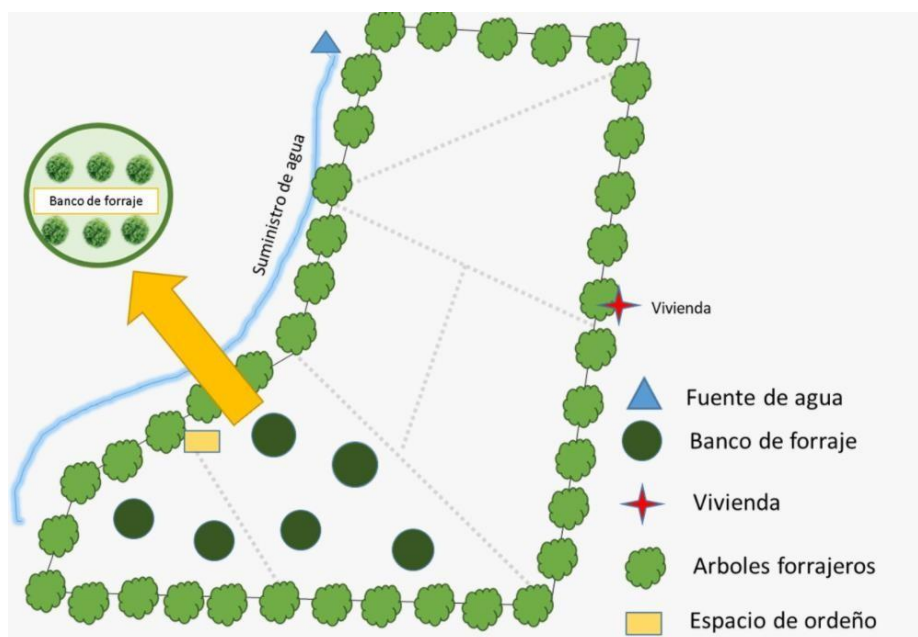 Suministro de agua
Banco de forraje
Vivienda
Fuente de agua
Banco de forraje
Vivienda
Arboles forrajeros
Espacio de ordeño